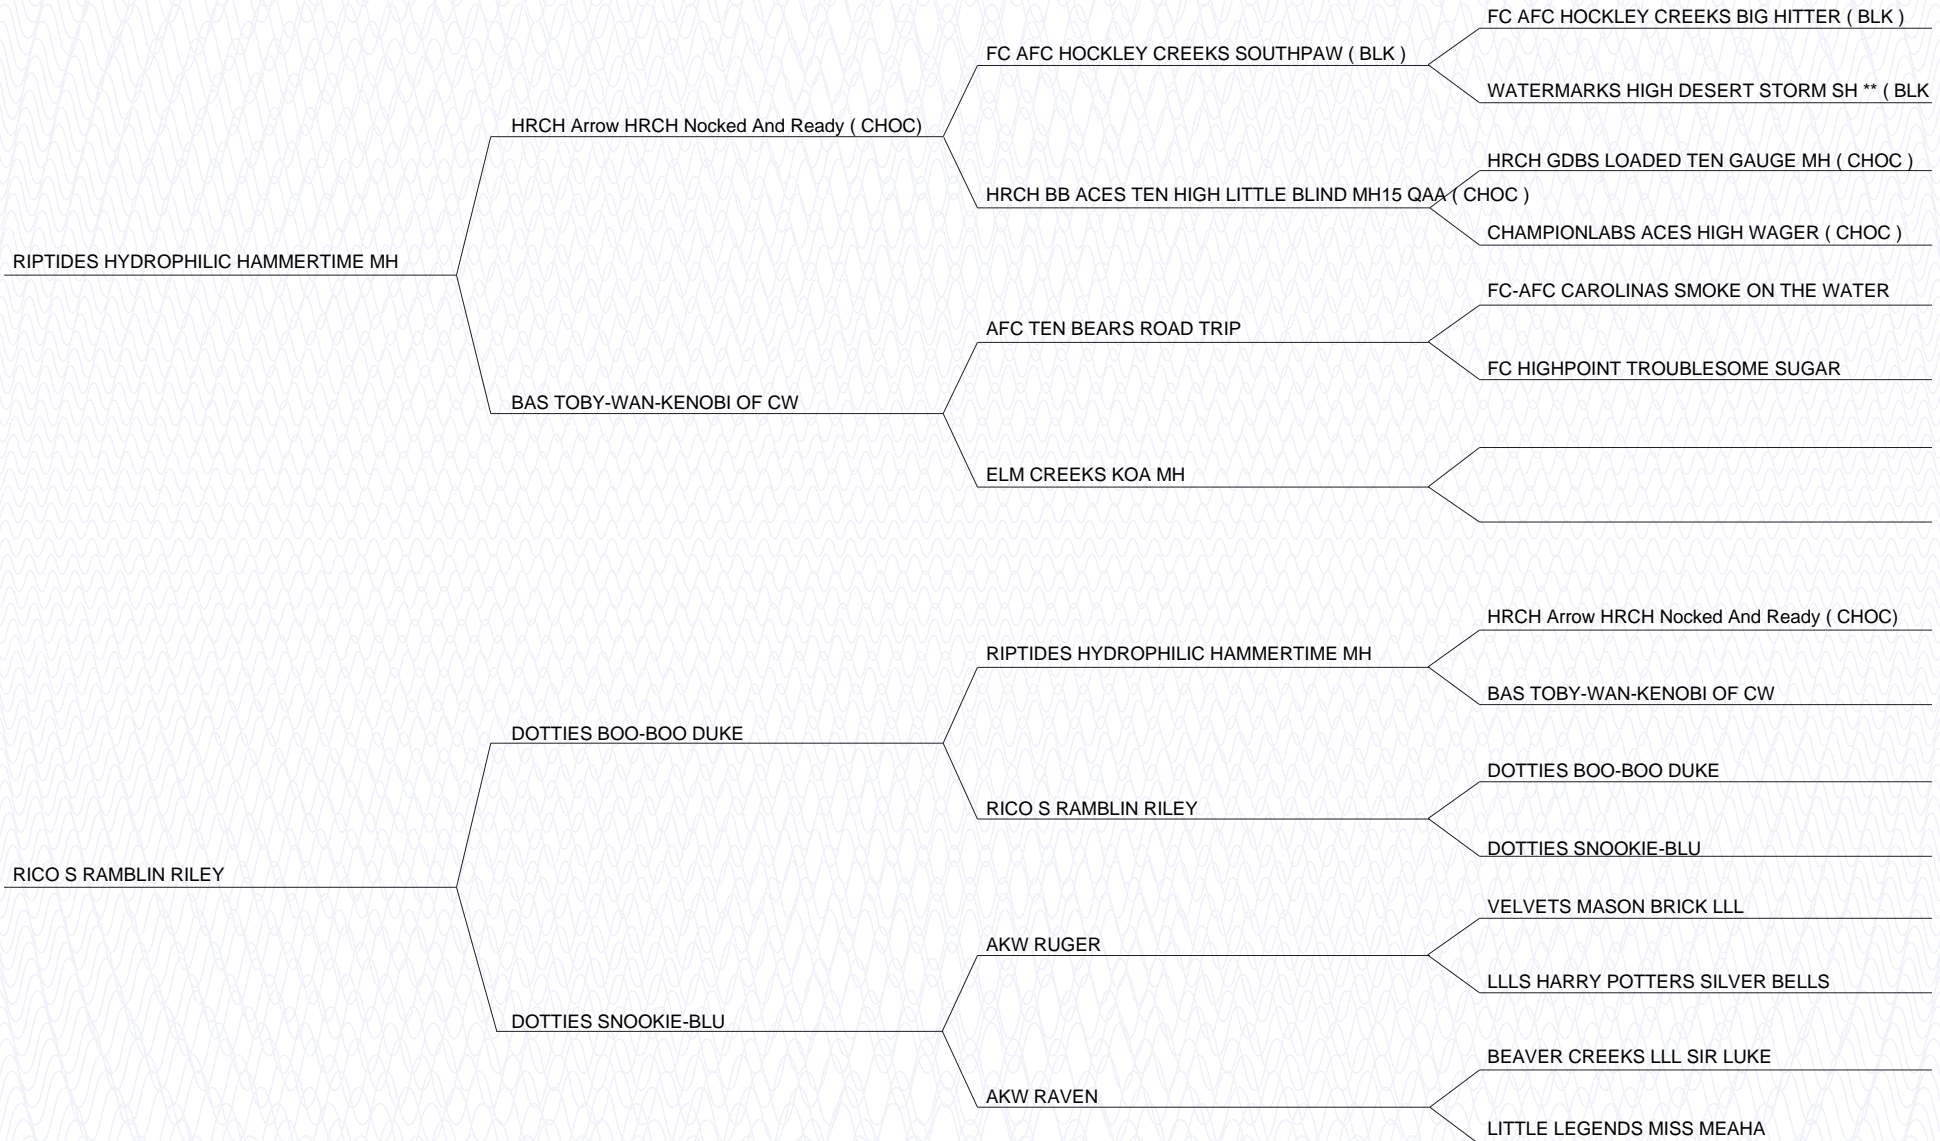 FC AFC HOCKLEY CREEKS BIG HITTER ( BLK )
FC AFC HOCKLEY CREEKS SOUTHPAW ( BLK )
WATERMARKS HIGH DESERT STORM SH ** ( BLK
HRCH Arrow HRCH Nocked And Ready ( CHOC)
HRCH GDBS LOADED TEN GAUGE MH ( CHOC )
HRCH BB ACES TEN HIGH LITTLE BLIND MH15 QAA ( CHOC )
CHAMPIONLABS ACES HIGH WAGER ( CHOC )
RIPTIDES HYDROPHILIC HAMMERTIME MH
FC-AFC CAROLINAS SMOKE ON THE WATER
AFC TEN BEARS ROAD TRIP
FC HIGHPOINT TROUBLESOME SUGAR
BAS TOBY-WAN-KENOBI OF CW
ELM CREEKS KOA MH
HRCH Arrow HRCH Nocked And Ready ( CHOC)
RIPTIDES HYDROPHILIC HAMMERTIME MH
BAS TOBY-WAN-KENOBI OF CW
DOTTIES BOO-BOO DUKE
DOTTIES BOO-BOO DUKE
RICO S RAMBLIN RILEY
DOTTIES SNOOKIE-BLU
RICO S RAMBLIN RILEY
VELVETS MASON BRICK LLL
AKW RUGER
LLLS HARRY POTTERS SILVER BELLS
DOTTIES SNOOKIE-BLU
BEAVER CREEKS LLL SIR LUKE
AKW RAVEN
LITTLE LEGENDS MISS MEAHA